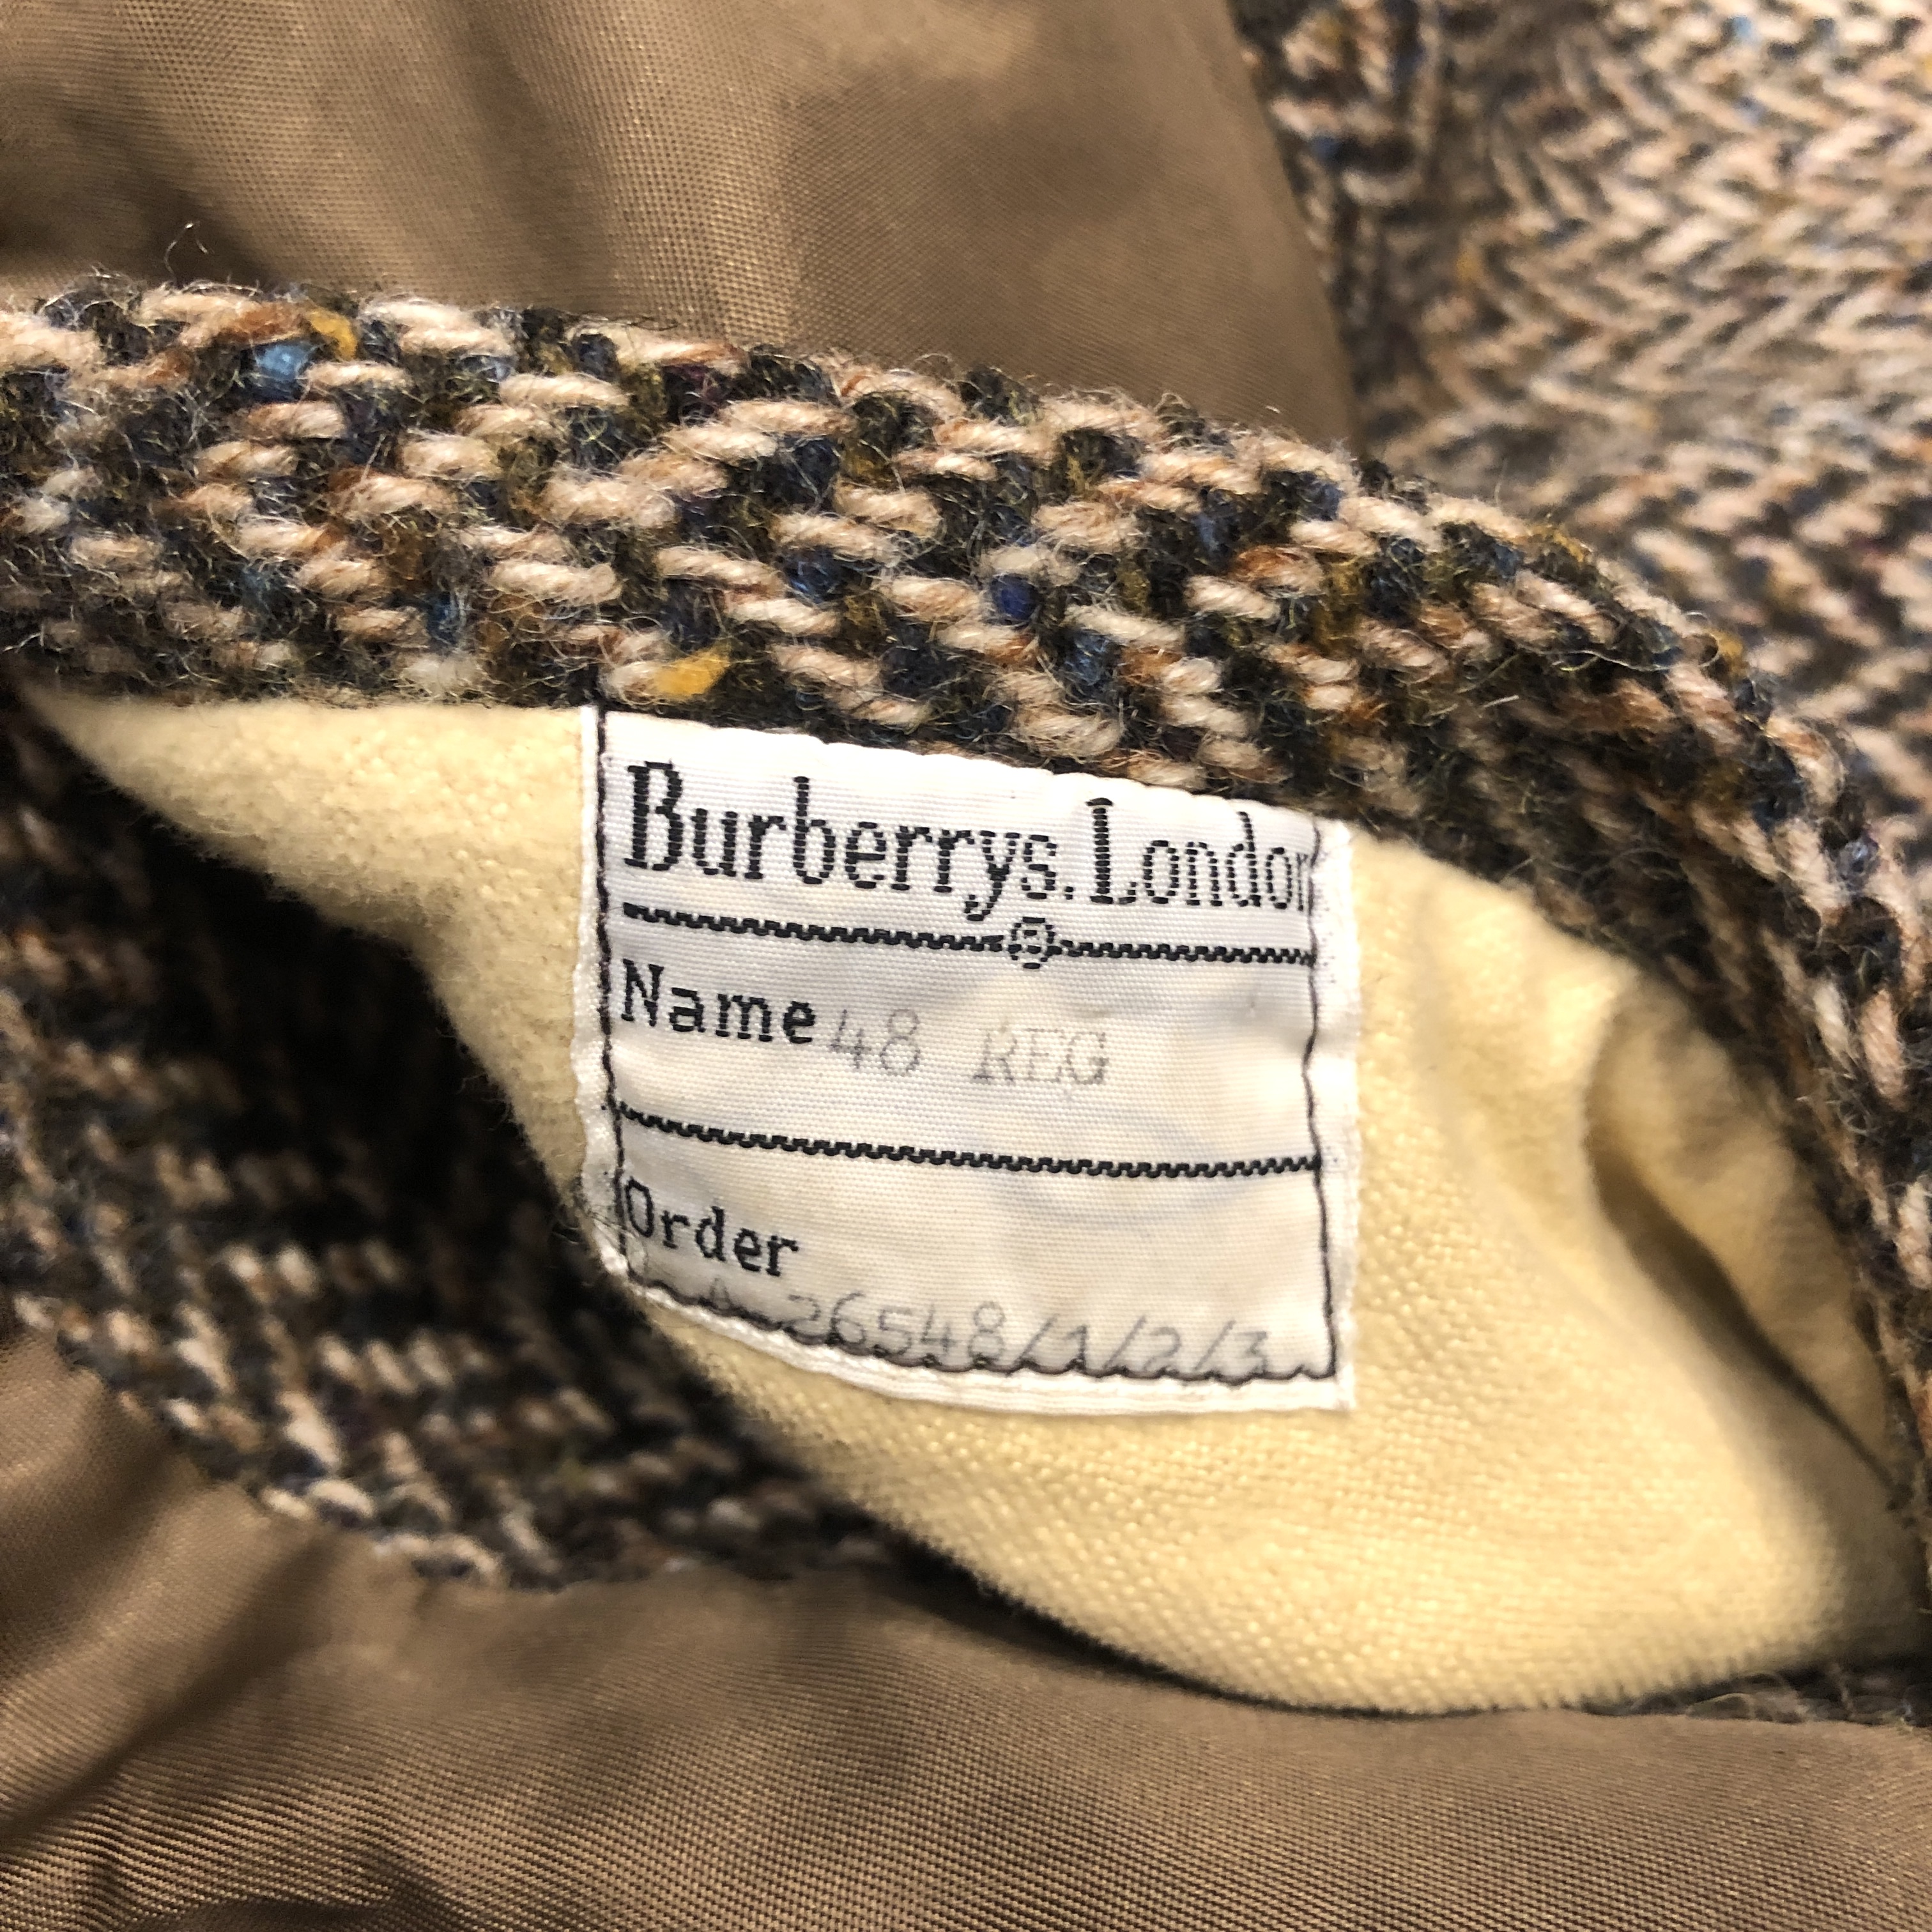 Burberrys. London
Name 48 REG
Order
A 26548/1/2/3